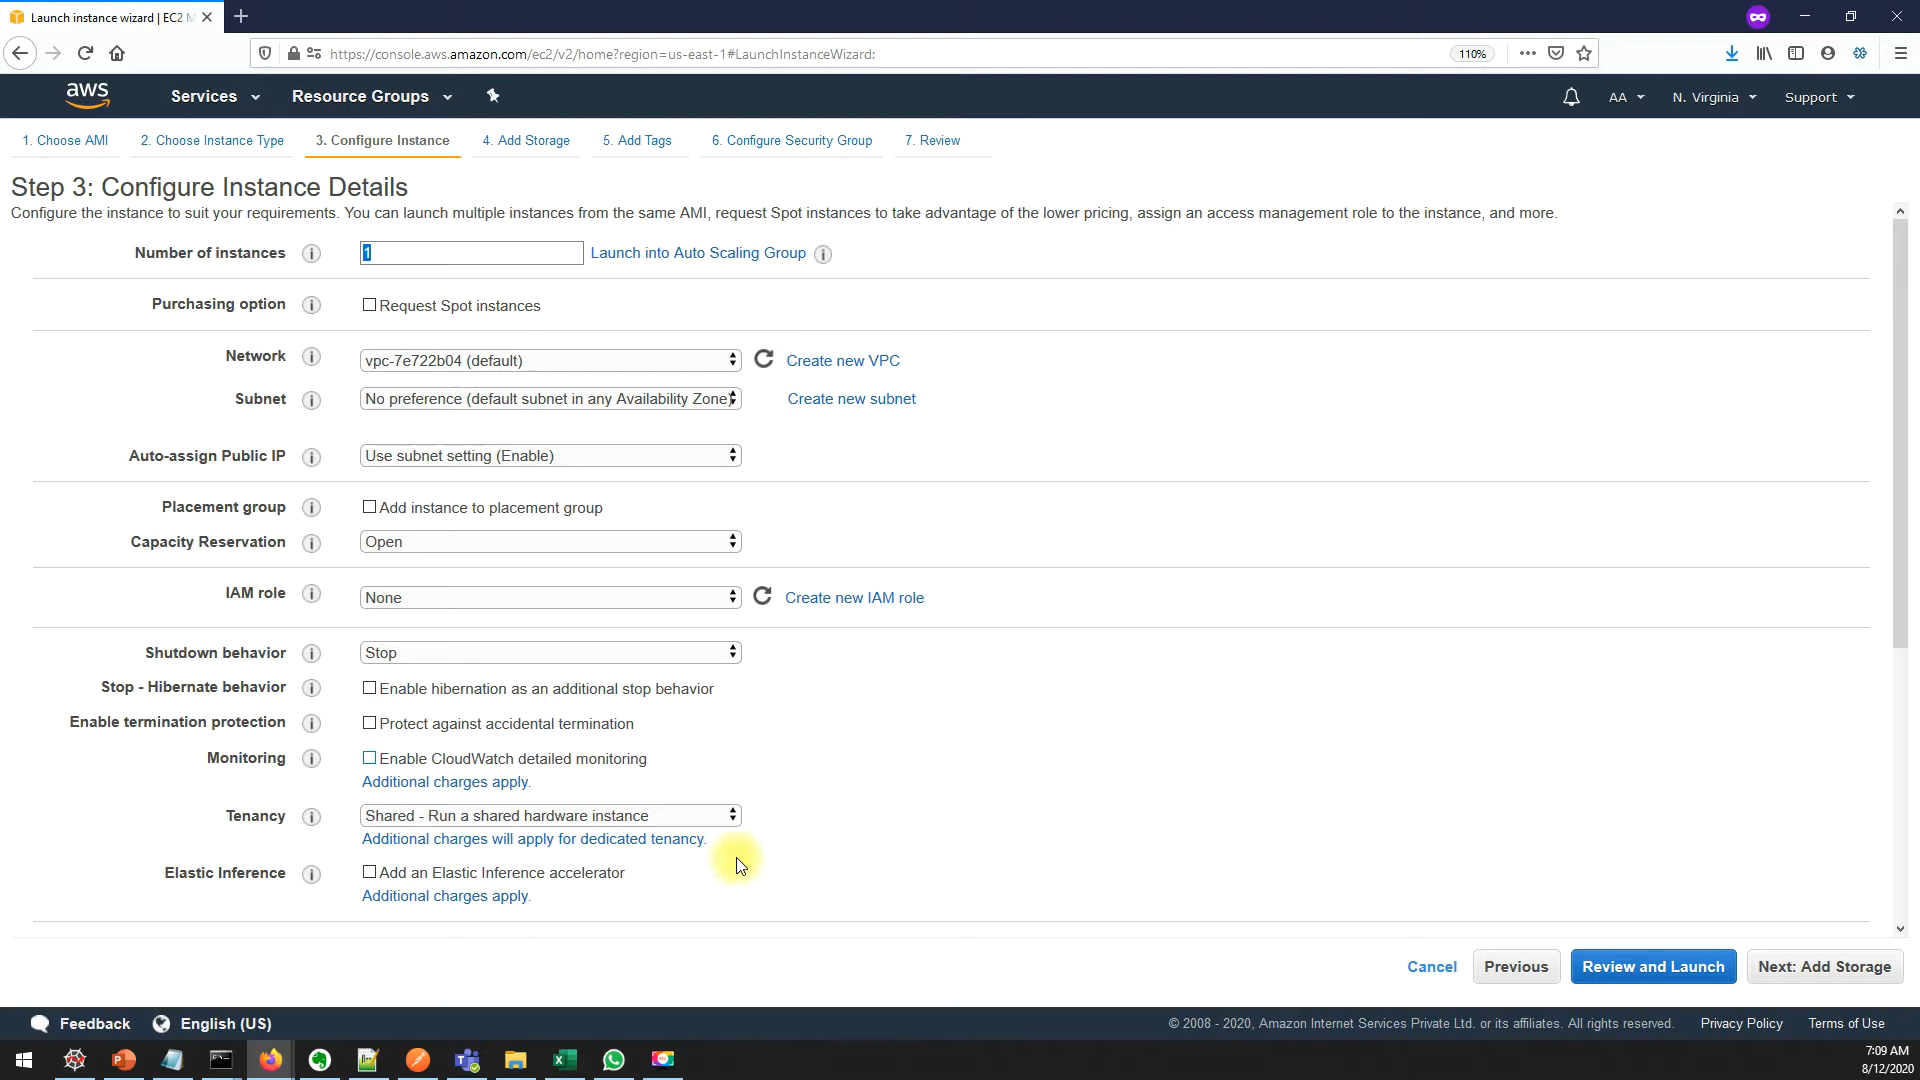 Launch instance wizard | EC2 M
https://console.aws.amazon.com/ec2/v2/home?region=us-east-1#LaunchInstanceWizard:
110%
aws
Services
Resource Groups
AA
N. Virginia
Support
1. Choose AMI
2. Choose Instance Type
3. Configure Instance
4. Add Storage
5. Add Tags
6. Configure Security Group
7. Review
Step 3: Configure Instance Details
Configure the instance to suit your requirements. You can launch multiple instances from the same AMI, request Spot instances to take advantage of the lower pricing, assign an access management role to the instance, and more.
Number of instances
1
Launch into Auto Scaling Group
Purchasing option
Request Spot instances
Network
vpc-7e722b04 (default)
Create new VPC
Subnet
No preference (default subnet in any Availability Zone)
Create new subnet
Auto-assign Public IP
Use subnet setting (Enable)
Placement group
Add instance to placement group
Capacity Reservation
Open
IAM role
None
Create new IAM role
Shutdown behavior
Stop
Stop - Hibernate behavior
Enable hibernation as an additional stop behavior
Enable termination protection
Protect against accidental termination
Monitoring
Enable CloudWatch detailed monitoring
Additional charges apply.
Tenancy
Shared - Run a shared hardware instance
Additional charges will apply for dedicated tenancy.
Elastic Inference
Add an Elastic Inference accelerator
Additional charges apply.
Cancel
Previous
Review and Launch
Next: Add Storage
Feedback
English (US)
© 2008 - 2020, Amazon Internet Services Private Ltd. or its affiliates. All rights reserved.
Privacy Policy
Terms of Use
7:09 AM
8/12/2020